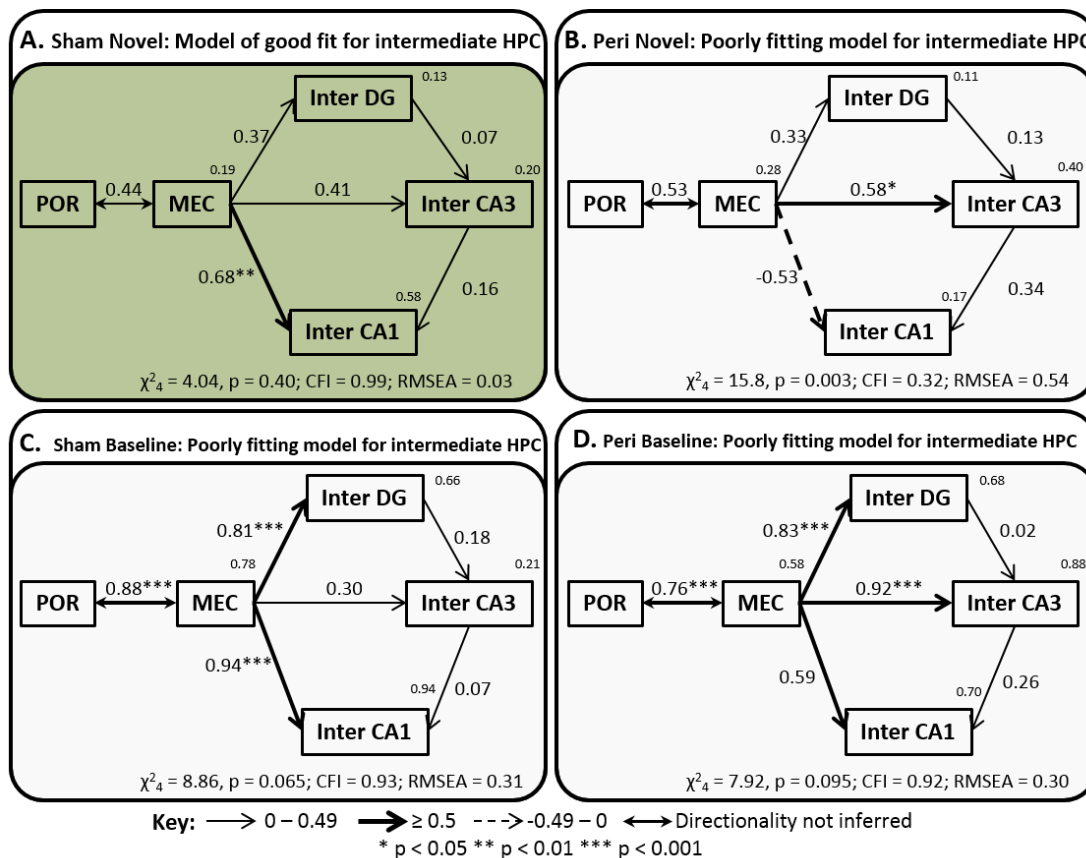 A. Sham Novel: Model of good fit for intermediate HPC
0.13
Inter DG
0.37
0.07
0.19
0.20
0.44
0.41
POR
MEC
Inter CA3
0.68**
0.16
0.58
Inter CA1
χ²₄ = 4.04, p = 0.40; CFI = 0.99; RMSEA = 0.03
B. Peri Novel: Poorly fitting model for intermediate HPC
0.11
Inter DG
0.33
0.13
0.28
0.40
0.53
0.58*
POR
MEC
Inter CA3
-0.53
0.34
0.17
Inter CA1
χ²₄ = 15.8, p = 0.003; CFI = 0.32; RMSEA = 0.54
C. Sham Baseline: Poorly fitting model for intermediate HPC
0.66
Inter DG
0.81***
0.18
0.78
0.21
0.88***
0.30
POR
MEC
Inter CA3
0.94***
0.07
0.94
Inter CA1
χ²₄ = 8.86, p = 0.065; CFI = 0.93; RMSEA = 0.31
D. Peri Baseline: Poorly fitting model for intermediate HPC
0.68
Inter DG
0.83***
0.02
0.58
0.88
0.76***
0.92***
POR
MEC
Inter CA3
0.59
0.26
0.70
Inter CA1
χ²₄ = 7.92, p = 0.095; CFI = 0.92; RMSEA = 0.30
Key: 0 – 0.49 ≥ 0.5 -0.49 – 0 Directionality not inferred
* p < 0.05 ** p < 0.01 *** p < 0.001